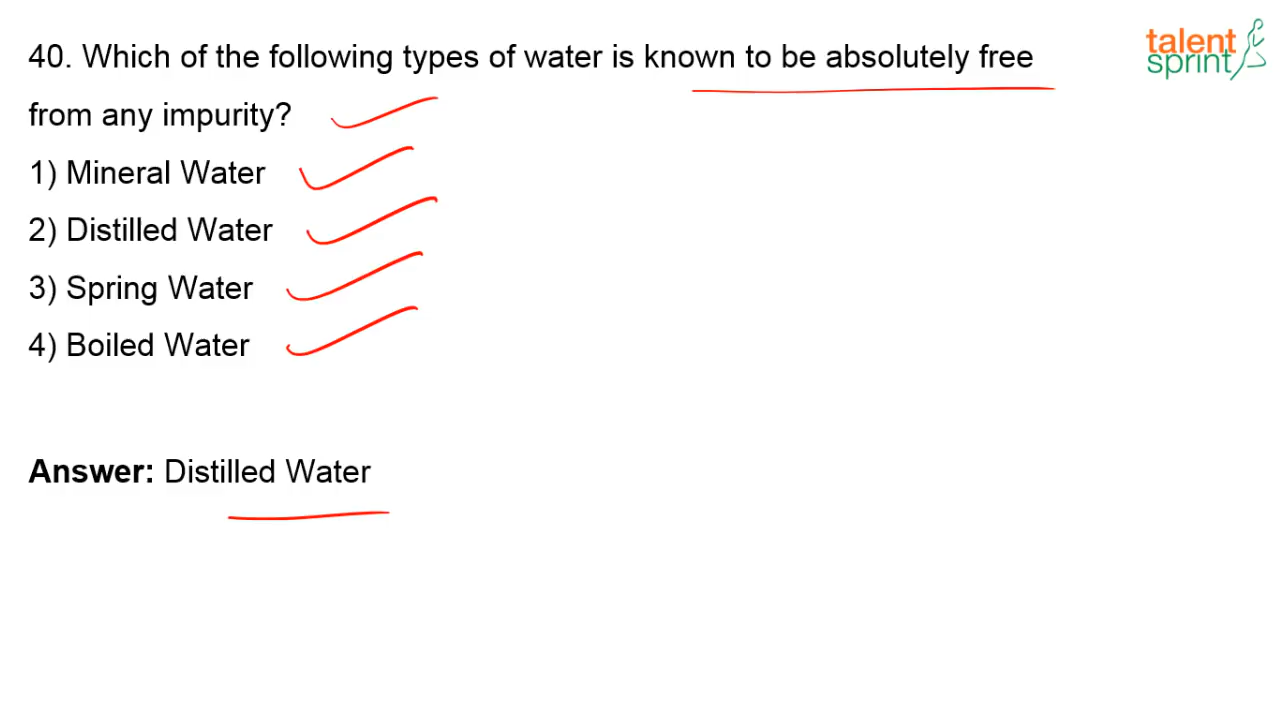 talent
sprint
40. Which of the following types of water is known to be absolutely free
from any impurity?
1) Mineral Water
2) Distilled Water
3) Spring Water
4) Boiled Water
Answer: Distilled Water